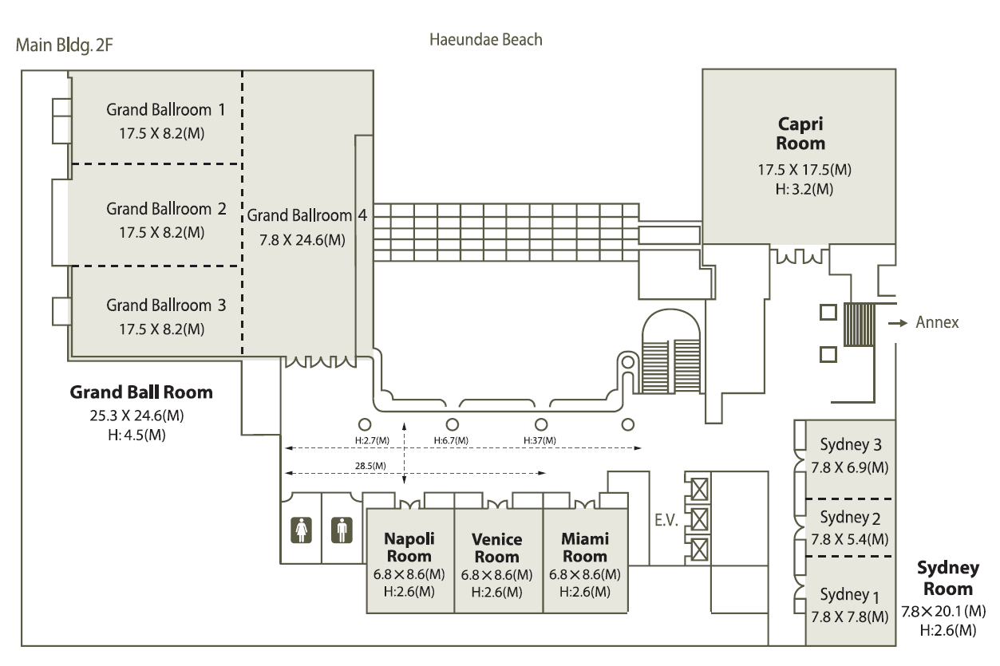 Main Bldg. 2F
Haeundae Beach
Grand Ballroom 1
17.5 X 8.2(M)
Grand Ballroom 2
17.5 X 8.2(M)
Grand Ballroom 3
17.5 X 8.2(M)
Grand Ballroom 4
7.8 X 24.6(M)
Grand Ball Room
25.3 X 24.6(M)
H: 4.5(M)
Capri
Room
17.5 X 17.5(M)
H: 3.2(M)
Annex
H:2.7(M)
H:6.7(M)
H:37(M)
28.5(M)
Napoli
Room
6.8×8.6(M)
H:2.6(M)
Venice
Room
6.8×8.6(M)
H:2.6(M)
Miami
Room
6.8×8.6(M)
H:2.6(M)
E.V.
Sydney 3
7.8 X 6.9(M)
Sydney 2
7.8 X 5.4(M)
Sydney 1
7.8 X 7.8(M)
Sydney
Room
7.8×20.1(M)
H:2.6(M)